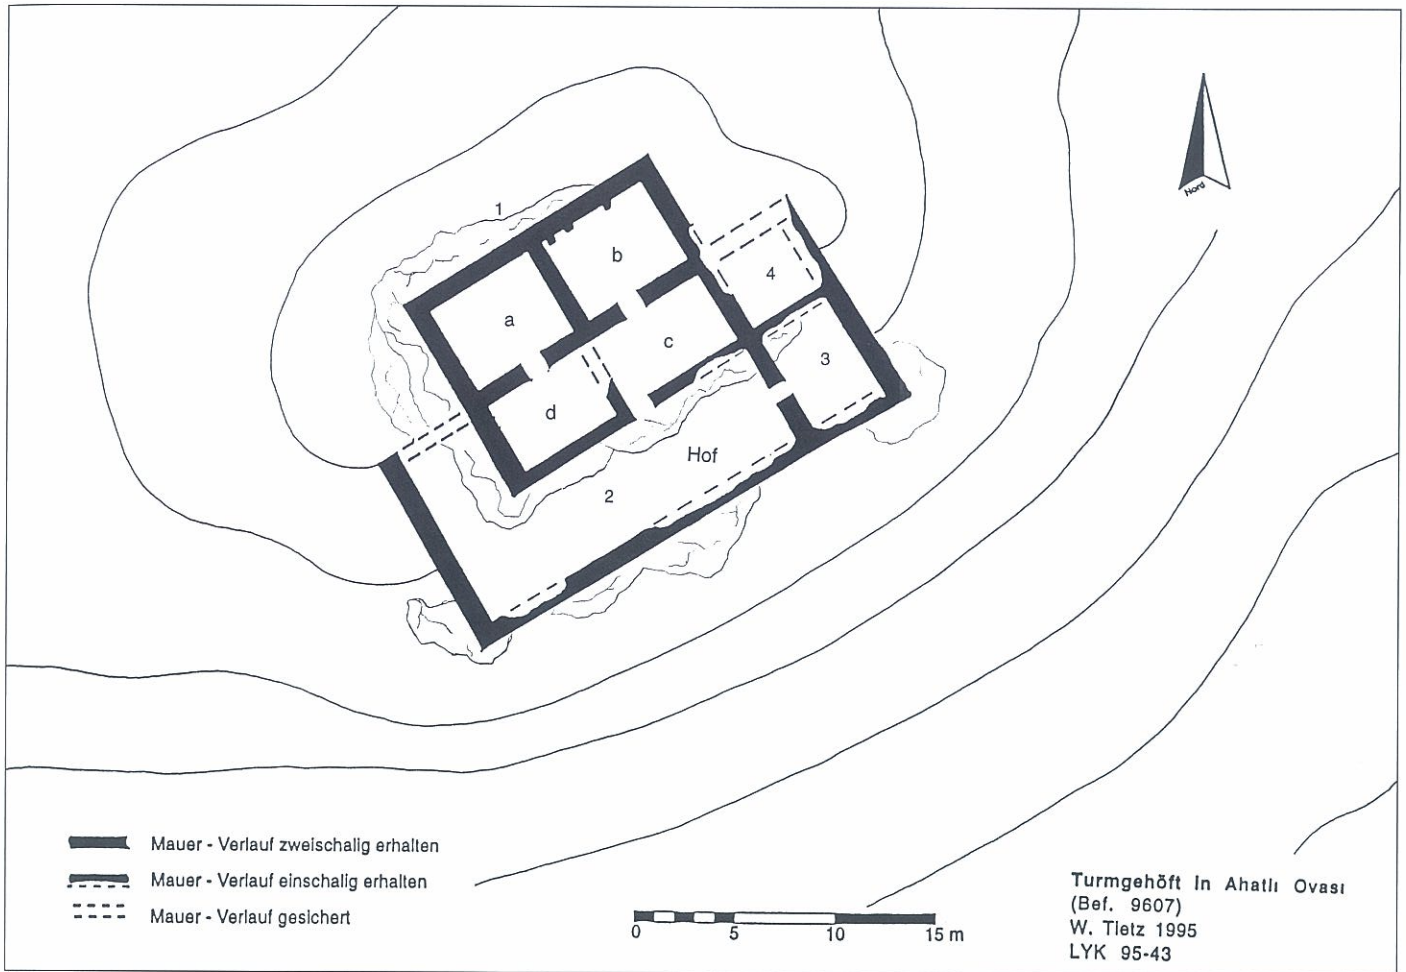 Nord
1
b
4
a
c
3
d
Hof
2
Mauer - Verlauf zweischalig erhalten
Mauer - Verlauf einschalig erhalten
Mauer - Verlauf gesichert
0 5 10 15 m
Turmgehöft in Ahatlı Ovası
(Bef. 9607)
W. Tietz 1995
LYK 95-43